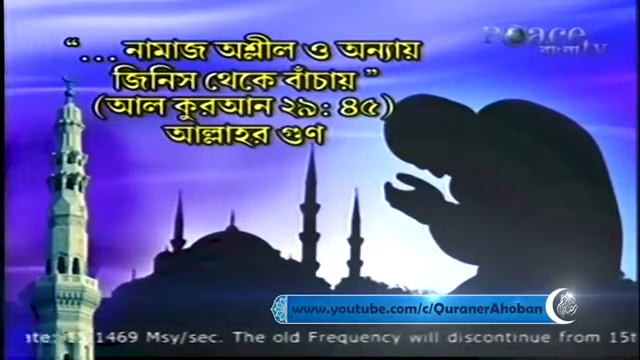 “... নামাজ অশ্লীল ও অন্যায়
জিনিস থেকে বাঁচায় ”
(আল কুরআন ২৯: ৪৫)
আল্লাহর গুণ
Peace
বাংলা tv
www.youtube.com/c/QuranerAhoban
1469 Msy/sec. The old Frequency will discontinue from 15t